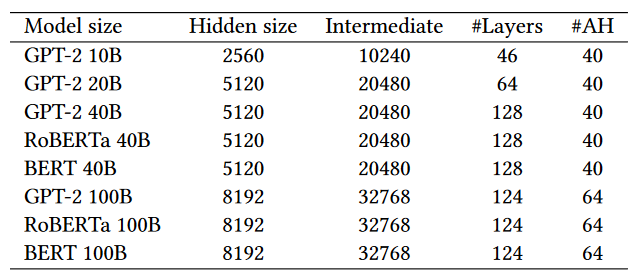 Model size Hidden size Intermediate #Layers #AH
GPT-2 10B 2560 10240 46 40
GPT-2 20B 5120 20480 64 40
GPT-2 40B 5120 20480 128 40
RoBERTa 40B 5120 20480 128 40
BERT 40B 5120 20480 128 40
GPT-2 100B 8192 32768 124 64
RoBERTa 100B 8192 32768 124 64
BERT 100B 8192 32768 124 64